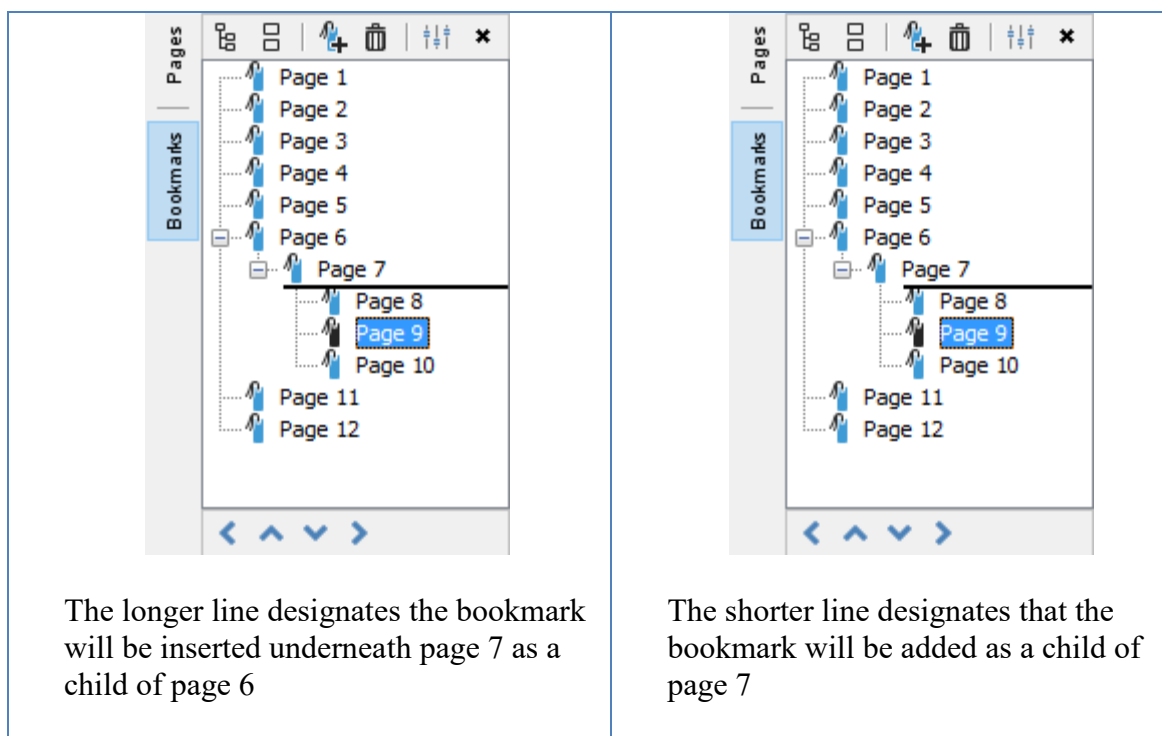 Pages
Bookmarks
Page 1
Page 2
Page 3
Page 4
Page 5
Page 6
Page 7
Page 8
Page 9
Page 10
Page 11
Page 12
The longer line designates the bookmark
will be inserted underneath page 7 as a
child of page 6
Pages
Bookmarks
Page 1
Page 2
Page 3
Page 4
Page 5
Page 6
Page 7
Page 8
Page 9
Page 10
Page 11
Page 12
The shorter line designates that the
bookmark will be added as a child of
page 7